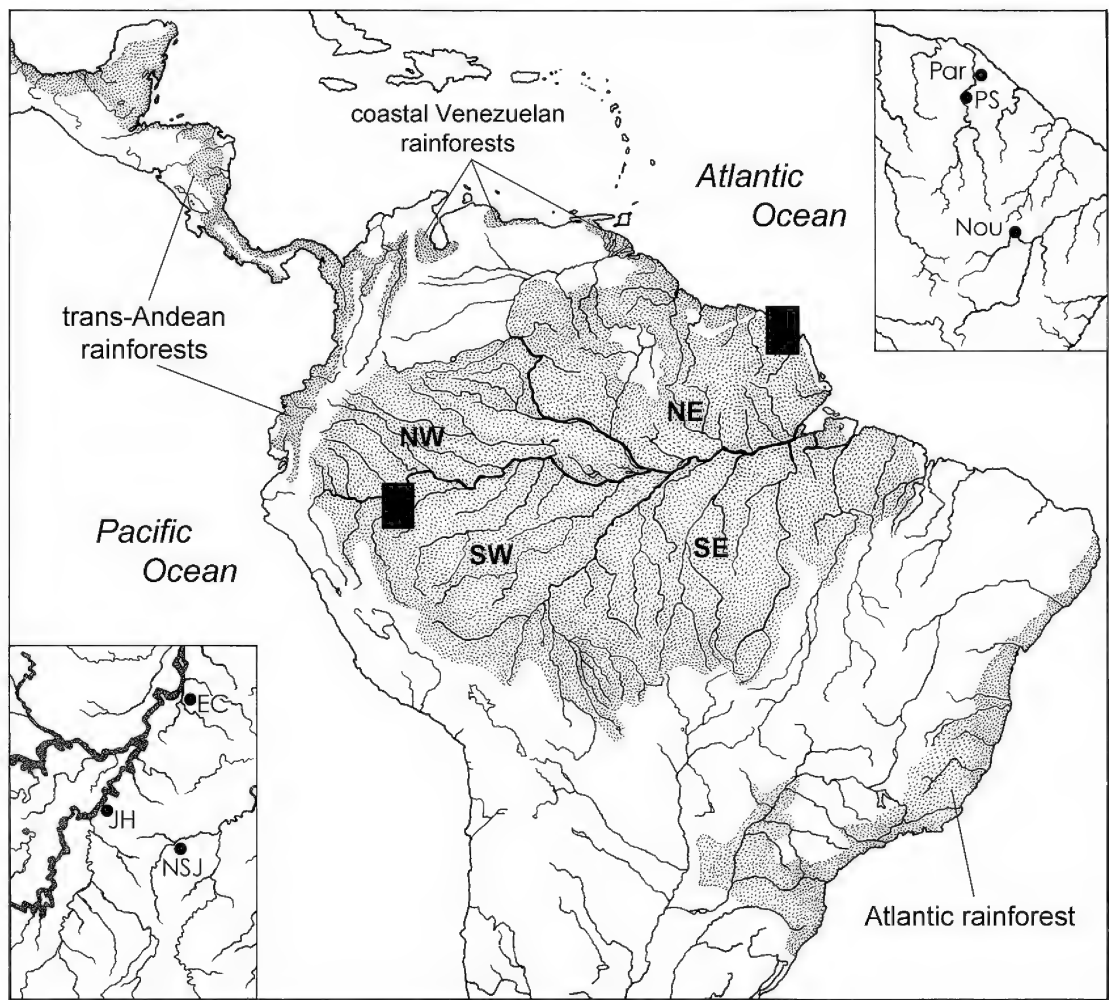 coastal Venezuelan
rainforests
Atlantic
Ocean
Par
PS
Nou
trans-Andean
rainforests
NW
NE
SW
SE
Pacific
Ocean
EC
JH
NSJ
Atlantic rainforest